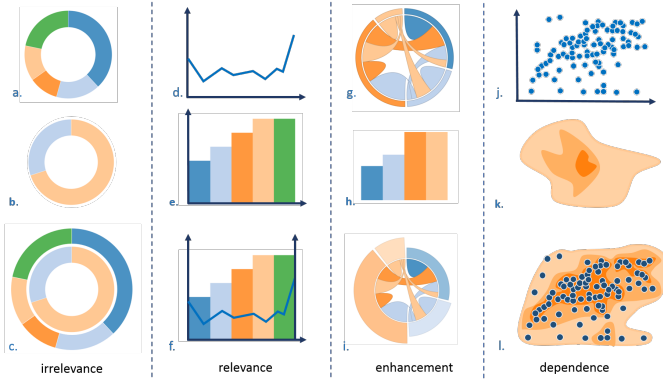 a.
d.
g.
j.
b.
e.
h.
k.
c.
f.
i.
l.
irrelevance
relevance
enhancement
dependence